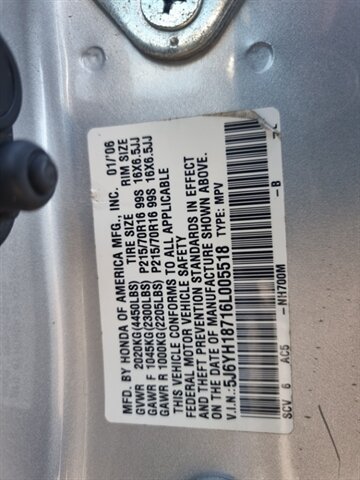 MFD. BY HONDA OF AMERICA MFG., INC. 01/'06
GVWR 2020KG(4450LBS) TIRE SIZE RIM SIZE
GAWR F 1045KG(2300LBS) P215/70R16 99S 16X6.5JJ
GAWR R 1000KG(2205LBS) P215/70R16 99S 16X6.5JJ
THIS VEHICLE CONFORMS TO ALL APPLICABLE
FEDERAL MOTOR VEHICLE SAFETY
AND THEFT PREVENTION STANDARDS IN EFFECT
ON THE DATE OF MANUFACTURE SHOWN ABOVE.
V.I.N.: 5J6YH18716L005518 TYPE: MPV
SCV 6 AC5 -NH700M -B